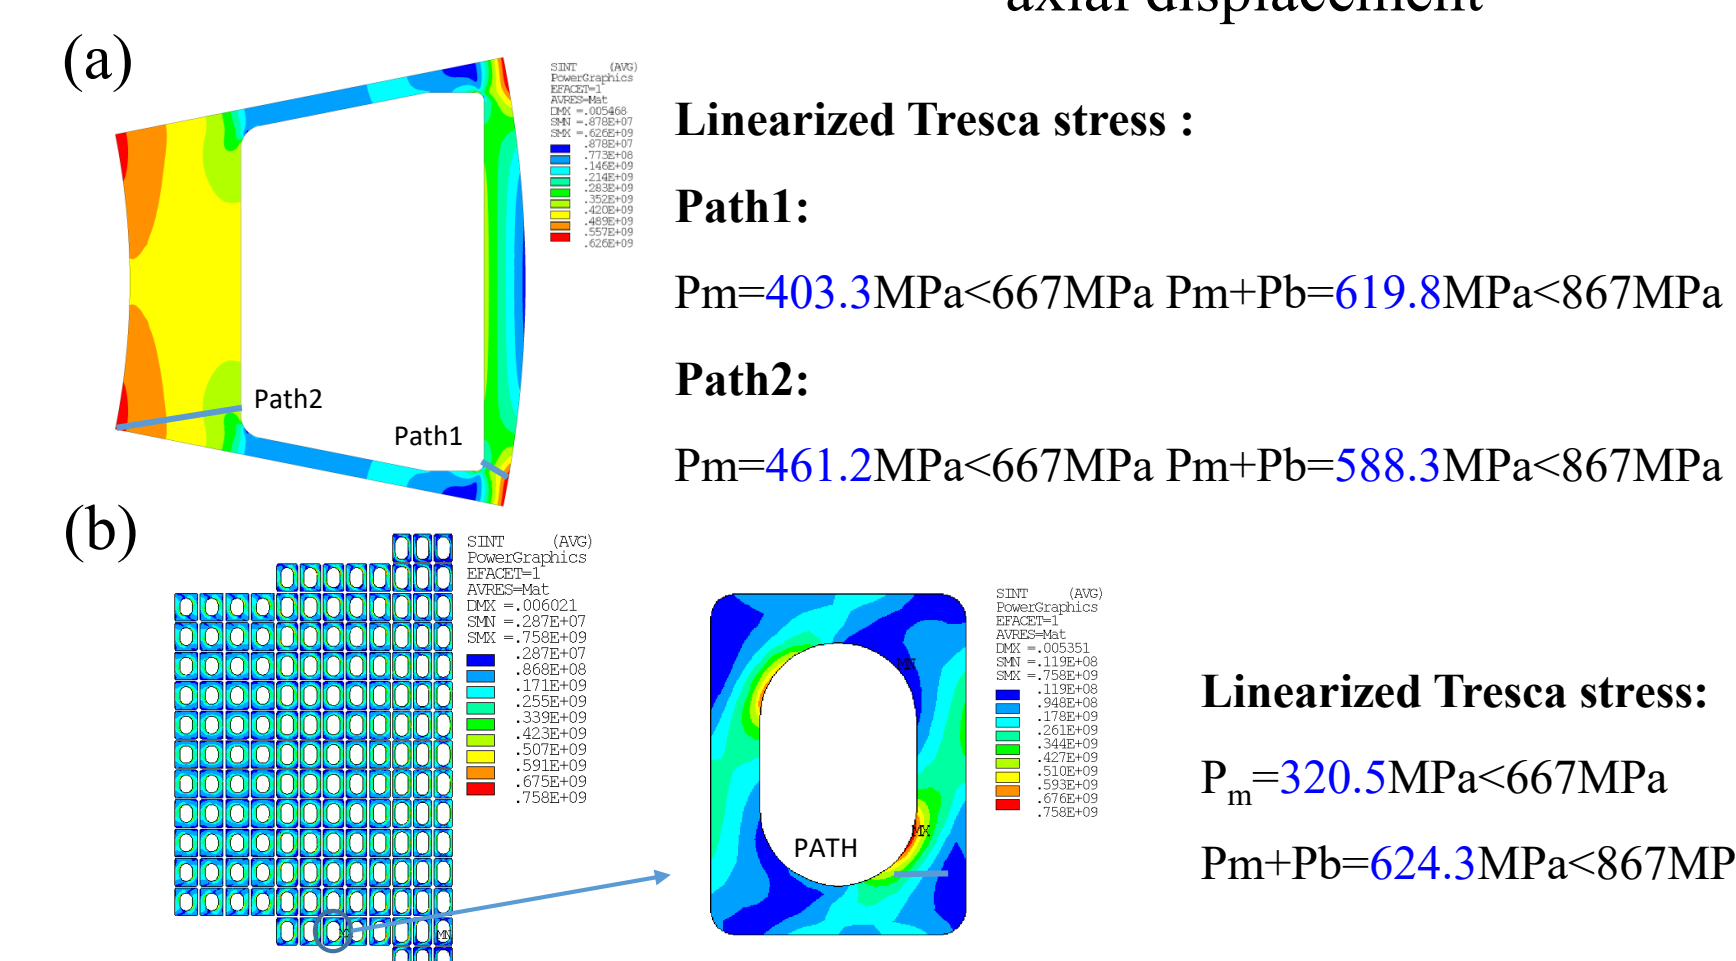 axial displacement
(a)
SINT (AVG)
PowerGraphics
EFACET=1
AVRES=Mat
DMX =.005468
SMN =.878E+07
SMX =.626E+09
.878E+07
.773E+08
.146E+09
.214E+09
.283E+09
.352E+09
.420E+09
.489E+09
.557E+09
.626E+09
Path2
Path1
Linearized Tresca stress :
Path1:
Pm=403.3MPa<667MPa Pm+Pb=619.8MPa<867MPa
Path2:
Pm=461.2MPa<667MPa Pm+Pb=588.3MPa<867MPa
(b)
SINT (AVG)
PowerGraphics
EFACET=1
AVRES=Mat
DMX =.006021
SMN =.287E+07
SMX =.758E+09
.287E+07
.868E+08
.171E+09
.255E+09
.339E+09
.423E+09
.507E+09
.591E+09
.675E+09
.758E+09
MN
MN
MX
PATH
SINT (AVG)
PowerGraphics
EFACET=1
AVRES=Mat
DMX =.005351
SMN =.119E+08
SMX =.758E+09
.119E+08
.948E+08
.178E+09
.261E+09
.344E+09
.427E+09
.510E+09
.593E+09
.676E+09
.758E+09
Linearized Tresca stress:
Pm=320.5MPa<667MPa
Pm+Pb=624.3MPa<867MP